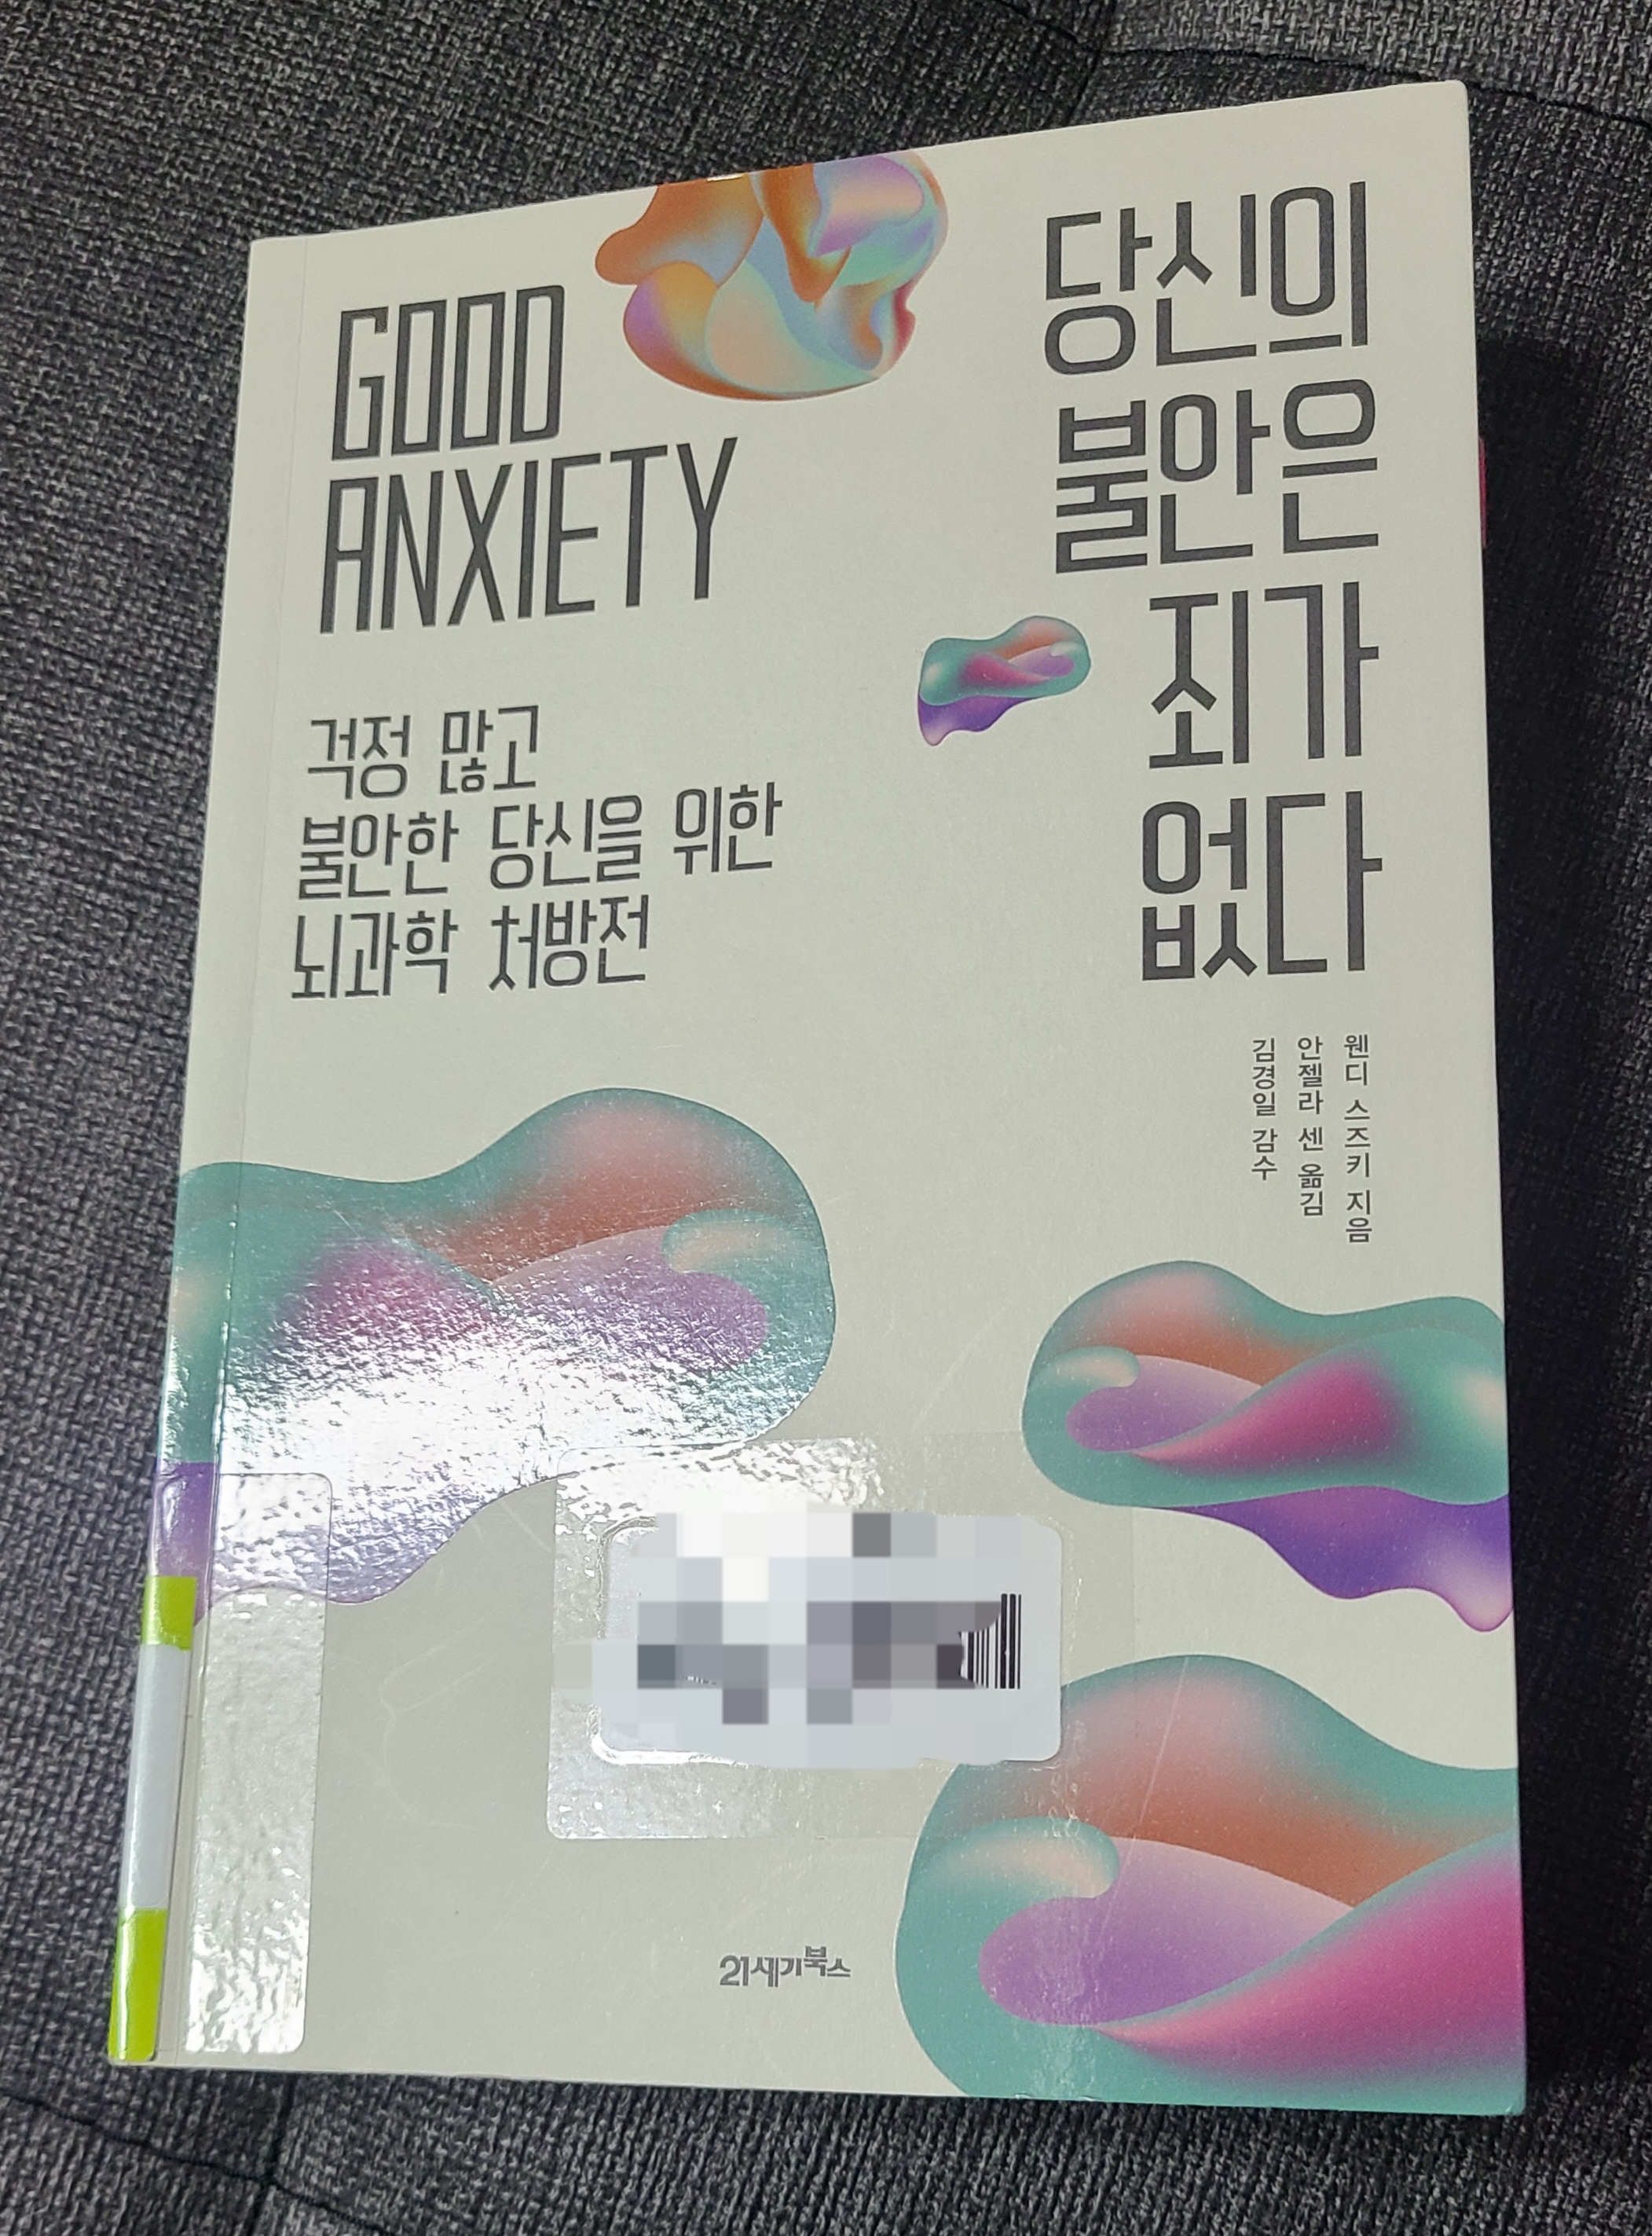 GOOD
ANXIETY
걱정 많고
불안한 당신을 위한
뇌과학 처방전
당신의
불안은
죄가
없다
웬디 스즈키 지음
안젤라 센 옮김
김경일 감수
21세기북스